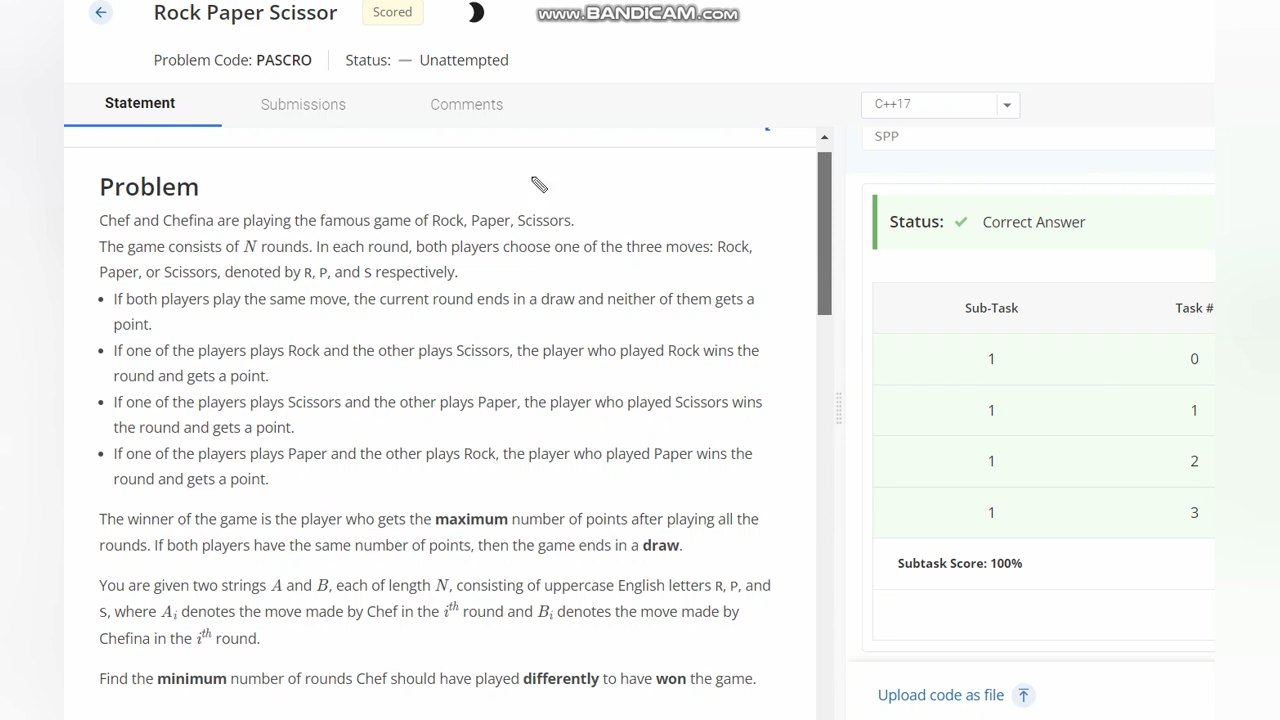 Rock Paper Scissor
Scored
www.BANDICAM.com
Problem Code: PASCRO
Status: — Unattempted
Statement
Submissions
Comments
C++17
SPP
Problem
Chef and Chefina are playing the famous game of Rock, Paper, Scissors.
The game consists of N rounds. In each round, both players choose one of the three moves: Rock,
Paper, or Scissors, denoted by R, P, and S respectively.
• If both players play the same move, the current round ends in a draw and neither of them gets a
point.
• If one of the players plays Rock and the other plays Scissors, the player who played Rock wins the
round and gets a point.
• If one of the players plays Scissors and the other plays Paper, the player who played Scissors wins
the round and gets a point.
• If one of the players plays Paper and the other plays Rock, the player who played Paper wins the
round and gets a point.
The winner of the game is the player who gets the maximum number of points after playing all the
rounds. If both players have the same number of points, then the game ends in a draw.
You are given two strings A and B, each of length N, consisting of uppercase English letters R, P, and
S, where A_i denotes the move made by Chef in the i^th round and B_i denotes the move made by
Chefina in the i^th round.
Find the minimum number of rounds Chef should have played differently to have won the game.
Status: ✓ Correct Answer
Sub-Task Task #
1 0
1 1
1 2
1 3
Subtask Score: 100%
Upload code as file